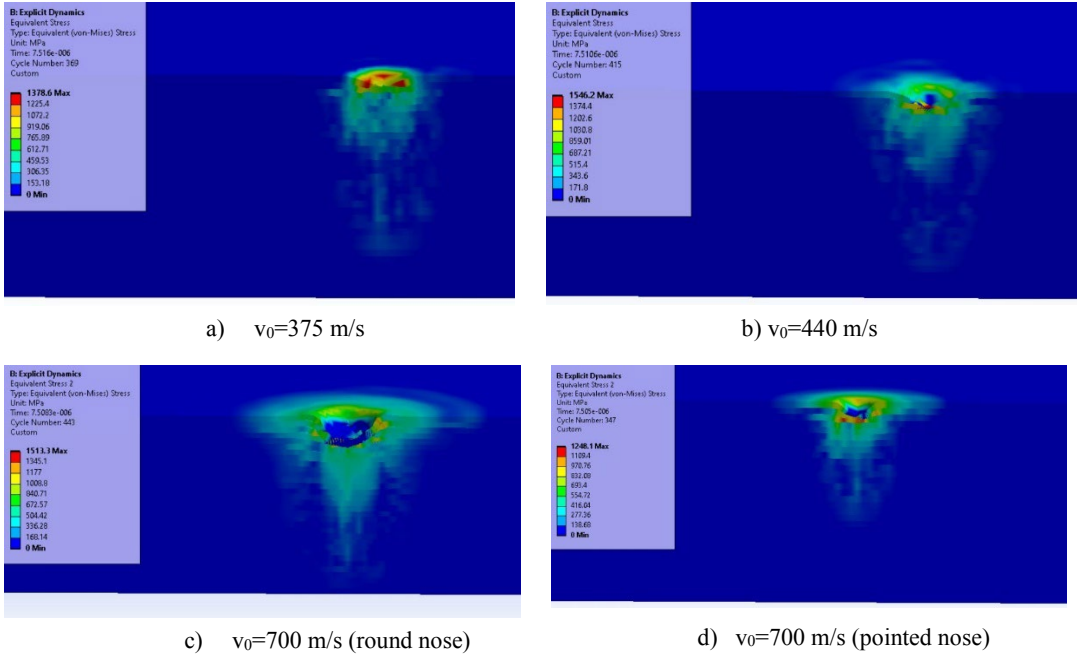 B: Explicit Dynamics
Equivalent Stress
Type: Equivalent (von-Mises) Stress
Unit: MPa
Time: 7.516e-006
Cycle Number: 369
Custom
1378.6 Max
1225.4
1072.2
919.06
765.89
612.71
459.53
306.35
153.18
0 Min
a) v0=375 m/s
B: Explicit Dynamics
Equivalent Stress
Type: Equivalent (von-Mises) Stress
Unit: MPa
Time: 7.5106e-006
Cycle Number: 415
Custom
1546.2 Max
1374.4
1202.6
1030.8
859.01
687.21
515.4
343.6
171.8
0 Min
b) v0=440 m/s
B: Explicit Dynamics
Equivalent Stress 2
Type: Equivalent (von-Mises) Stress
Unit: MPa
Time: 7.5083e-006
Cycle Number: 443
Custom
1513.3 Max
1345.1
1177
1008.8
840.71
672.57
504.42
336.28
168.14
0 Min
c) v0=700 m/s (round nose)
B: Explicit Dynamics
Equivalent Stress 2
Type: Equivalent (von-Mises) Stress
Unit: MPa
Time: 7.505e-006
Cycle Number: 347
Custom
1248.1 Max
1109.4
970.76
832.08
693.4
554.72
416.04
277.36
138.68
0 Min
d) v0=700 m/s (pointed nose)